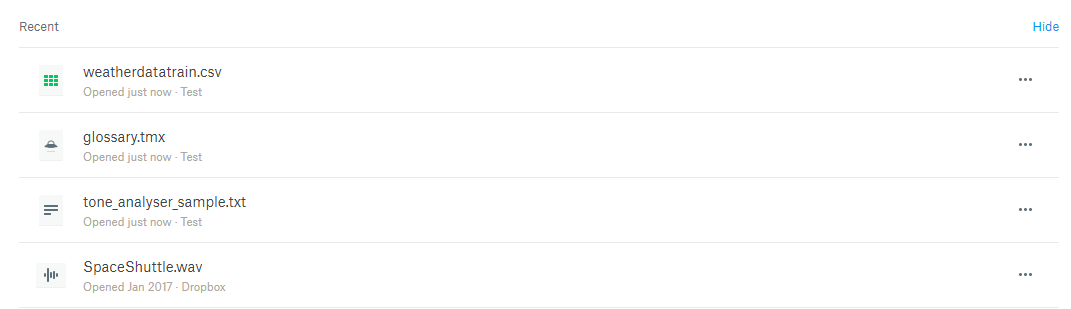 Recent
Hide
weatherdatatrain.csv
Opened just now · Test
glossary.tmx
Opened just now · Test
tone_analyser_sample.txt
Opened just now · Test
SpaceShuttle.wav
Opened Jan 2017 · Dropbox